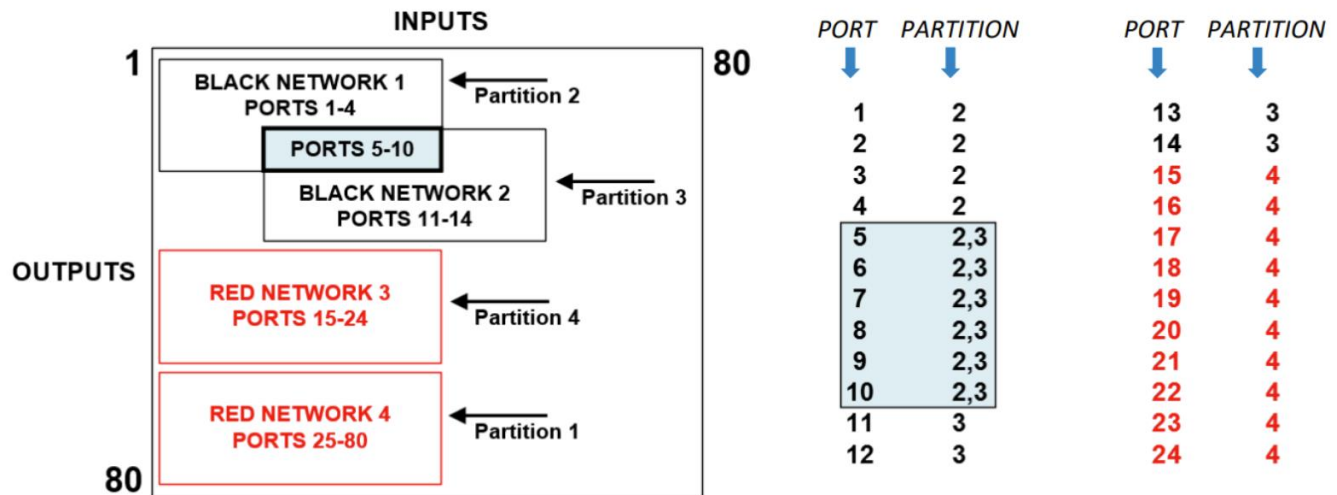 INPUTS
1
80
BLACK NETWORK 1
PORTS 1-4
Partition 2
PORTS 5-10
BLACK NETWORK 2
PORTS 11-14
Partition 3
OUTPUTS
RED NETWORK 3
PORTS 15-24
Partition 4
RED NETWORK 4
PORTS 25-80
Partition 1
80
PORT PARTITION
1 2
2 2
3 2
4 2
5 2,3
6 2,3
7 2,3
8 2,3
9 2,3
10 2,3
11 3
12 3
PORT PARTITION
13 3
14 3
15 4
16 4
17 4
18 4
19 4
20 4
21 4
22 4
23 4
24 4